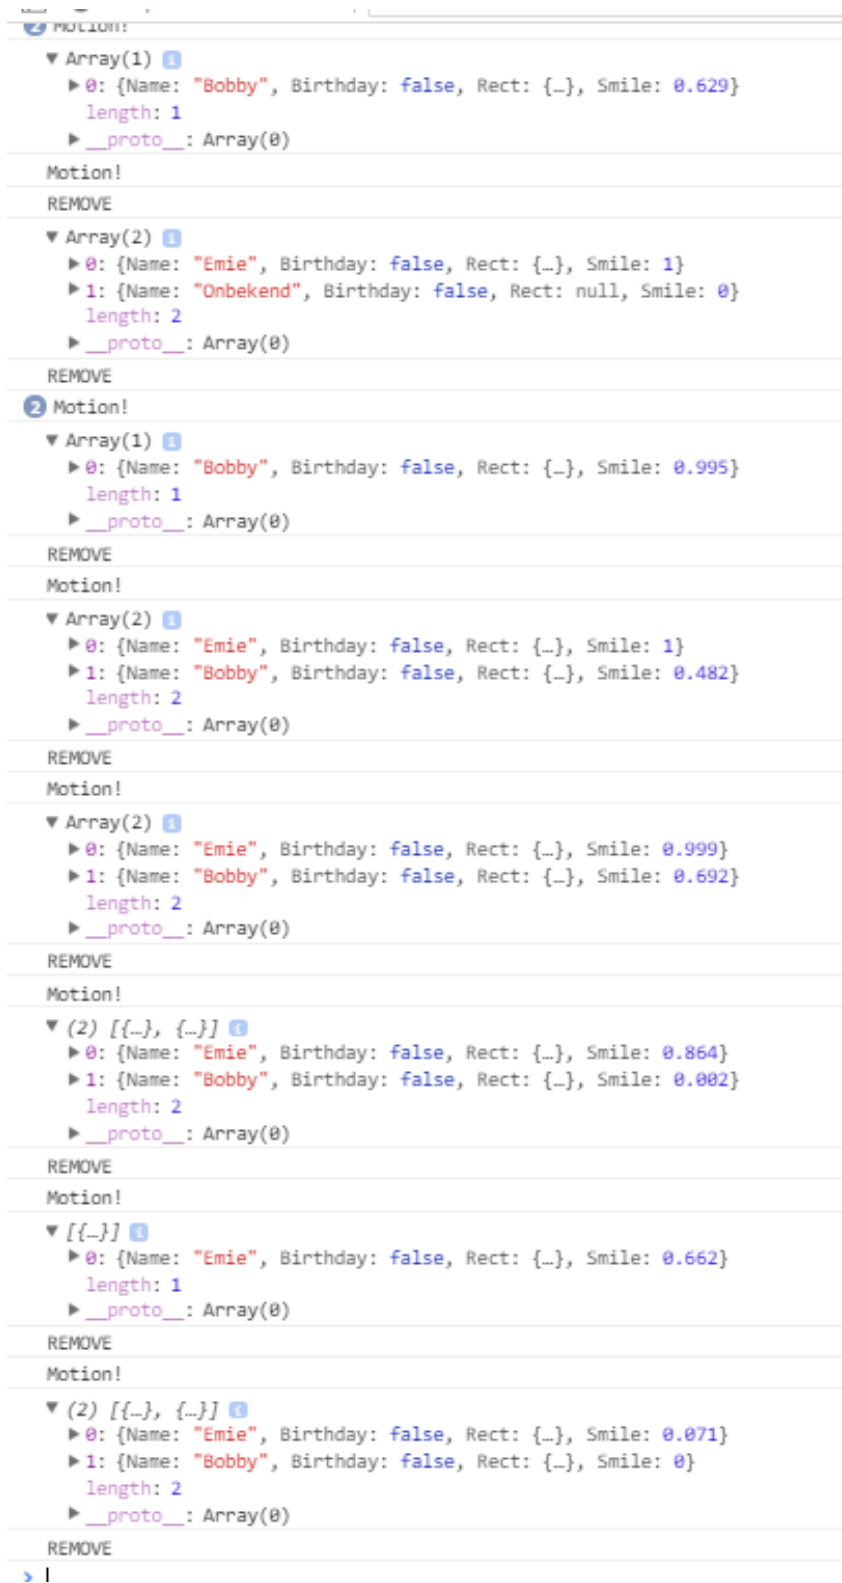 2 Motion!
▼ Array(1) i
▶ 0: {Name: "Bobby", Birthday: false, Rect: {…}, Smile: 0.629}
length: 1
▶ __proto__: Array(0)
Motion!
REMOVE
▼ Array(2) i
▶ 0: {Name: "Emie", Birthday: false, Rect: {…}, Smile: 1}
▶ 1: {Name: "Onbekend", Birthday: false, Rect: null, Smile: 0}
length: 2
▶ __proto__: Array(0)
REMOVE
2 Motion!
▼ Array(1) i
▶ 0: {Name: "Bobby", Birthday: false, Rect: {…}, Smile: 0.995}
length: 1
▶ __proto__: Array(0)
REMOVE
Motion!
▼ Array(2) i
▶ 0: {Name: "Emie", Birthday: false, Rect: {…}, Smile: 1}
▶ 1: {Name: "Bobby", Birthday: false, Rect: {…}, Smile: 0.482}
length: 2
▶ __proto__: Array(0)
REMOVE
Motion!
▼ Array(2) i
▶ 0: {Name: "Emie", Birthday: false, Rect: {…}, Smile: 0.999}
▶ 1: {Name: "Bobby", Birthday: false, Rect: {…}, Smile: 0.692}
length: 2
▶ __proto__: Array(0)
REMOVE
Motion!
▼ (2) [{…}, {…}] i
▶ 0: {Name: "Emie", Birthday: false, Rect: {…}, Smile: 0.864}
▶ 1: {Name: "Bobby", Birthday: false, Rect: {…}, Smile: 0.002}
length: 2
▶ __proto__: Array(0)
REMOVE
Motion!
▼ [{…}] i
▶ 0: {Name: "Emie", Birthday: false, Rect: {…}, Smile: 0.662}
length: 1
▶ __proto__: Array(0)
REMOVE
Motion!
▼ (2) [{…}, {…}] i
▶ 0: {Name: "Emie", Birthday: false, Rect: {…}, Smile: 0.071}
▶ 1: {Name: "Bobby", Birthday: false, Rect: {…}, Smile: 0}
length: 2
▶ __proto__: Array(0)
REMOVE
>